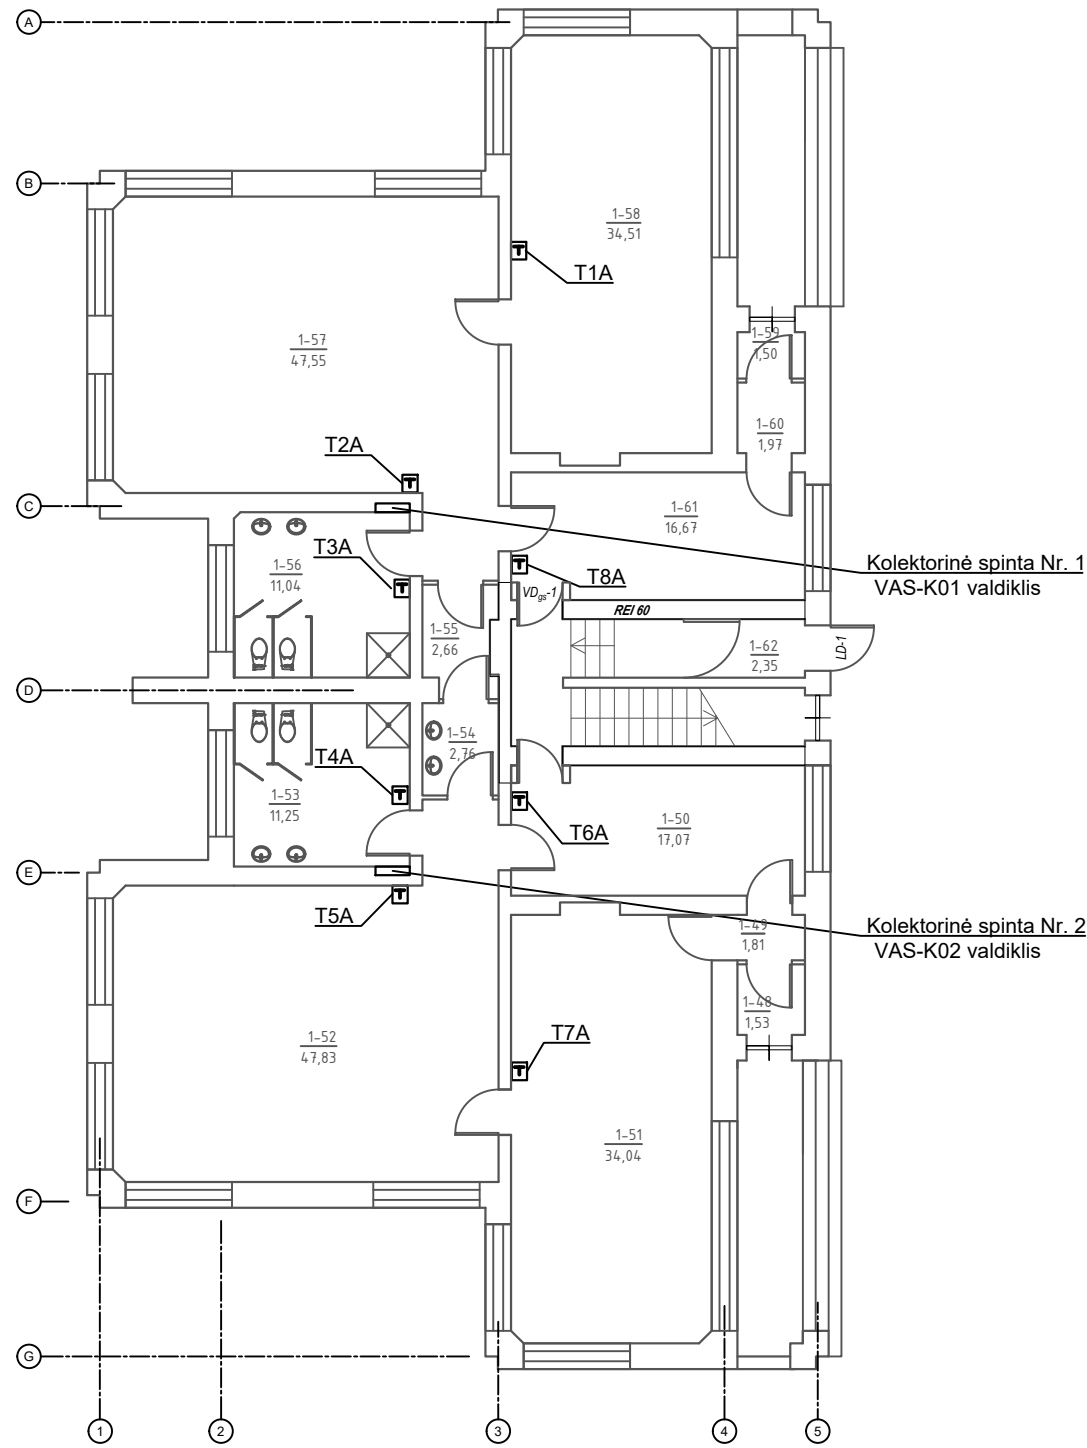 A
B
1-58
34,51
T1A
1-57
47,55
1-59
1,50
1-60
1,97
T2A
C
1-61
16,67
T3A
1-56
11,04
T8A
Kolektorinė spinta Nr. 1
VAS-K01 valdiklis
VDgs-1
REI 60
1-55
2,66
1-62
2,35
LD-1
D
1-54
2,76
T4A
1-53
11,25
T6A
1-50
17,07
E
T5A
1-49
1,81
Kolektorinė spinta Nr. 2
VAS-K02 valdiklis
1-48
1,53
1-52
47,83
T7A
1-51
34,04
F
G
1
2
3
4
5
T
T
T
T
T
T
T
T